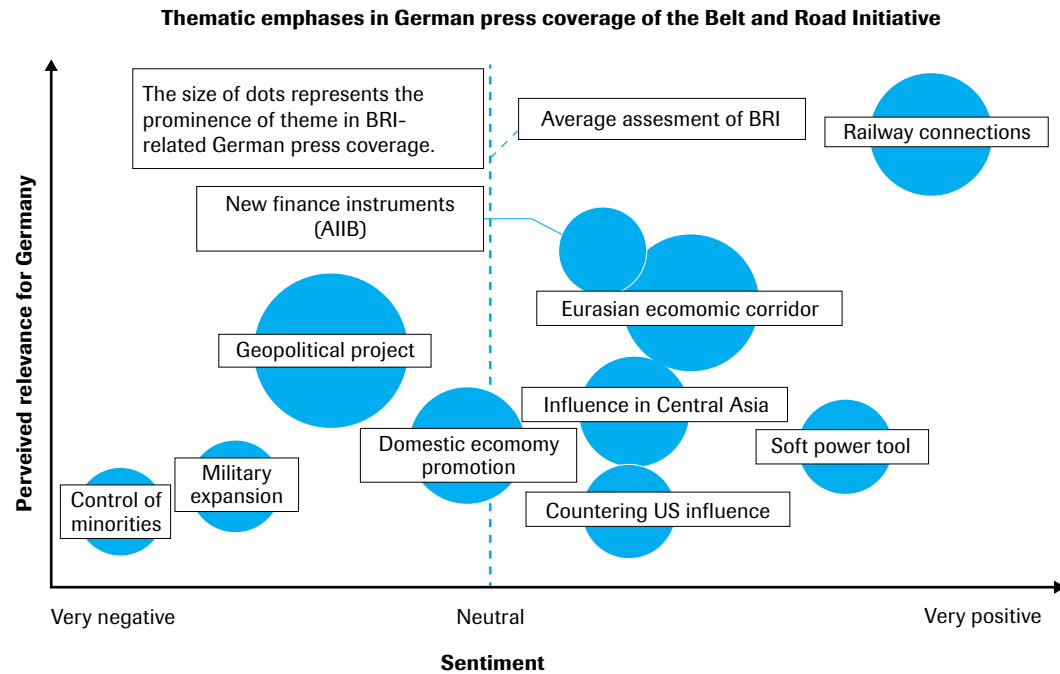 Thematic emphases in German press coverage of the Belt and Road Initiative
The size of dots represents the
prominence of theme in BRI-
related German press coverage.
Average assesment of BRI
Railway connections
New finance instruments
(AIIB)
Eurasian ecomomic corridor
Geopolitical project
Influence in Central Asia
Domestic economy
promotion
Soft power tool
Military
expansion
Control of
minorities
Countering US influence
Perveived relevance for Germany
Very negative
Neutral
Very positive
Sentiment